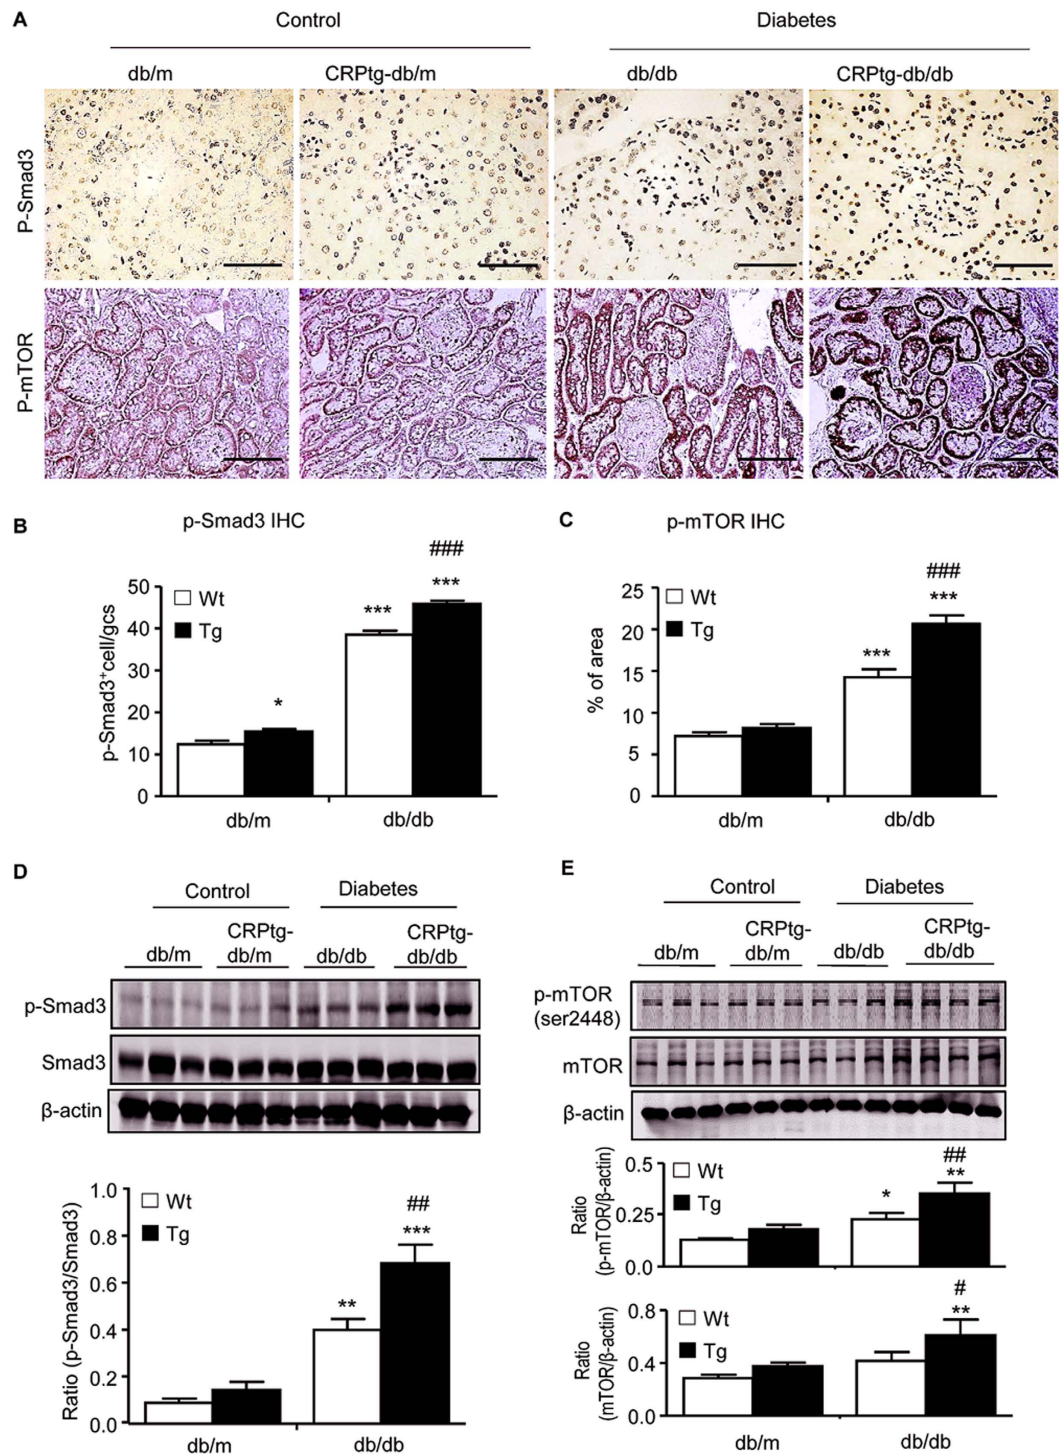 A
Control
Diabetes
db/m
CRPtg-db/m
db/db
CRPtg-db/db
P-Smad3
P-mTOR
B
p-Smad3 IHC
###
***
***
*
50
40
30
20
10
0
Wt
Tg
p-Smad3+cell/gcs
db/m
db/db
C
p-mTOR IHC
###
***
***
25
20
15
10
5
0
Wt
Tg
% of area
db/m
db/db
D
Control
Diabetes
db/m
CRPtg-
db/m
db/db
CRPtg-
db/db
p-Smad3
Smad3
β-actin
1.0
0.8
0.6
0.4
0.2
0.0
Wt
Tg
##
***
**
Ratio (p-Smad3/Smad3)
db/m
db/db
E
Control
Diabetes
db/m
CRPtg-
db/m
db/db
CRPtg-
db/db
p-mTOR
(ser2448)
mTOR
β-actin
0.5
0.25
0.0
Wt
Tg
##
**
*
Ratio
(p-mTOR/β-actin)
0.8
0.4
0.0
Wt
Tg
#
**
Ratio
(mTOR/β-actin)
db/m
db/db